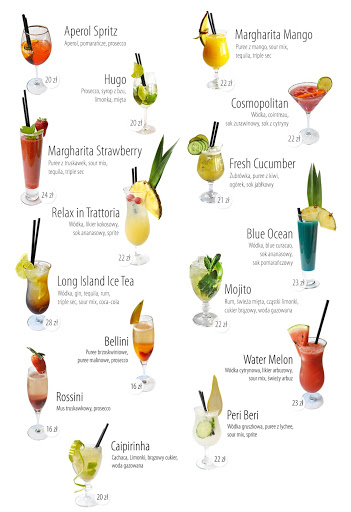 Aperol Spritz
Aperol, pomarańcze, prosecco
20 zł
Hugo
Prosecco, syrop z bzu,
limonka, mięta
20 zł
Margharita Strawberry
Puree z truskawek, sour mix,
tequila, triple sec
24 zł
Relax in Trattoria
Wódka, likier kokosowy,
sok ananasowy, sprite
22 zł
Long Island Ice Tea
Wódka, gin, tequila, rum,
triple sec, sour mix, coca-cola
28 zł
Bellini
Puree brzoskwiniowe,
puree malinowe, prosecco
16 zł
Rossini
Mus truskawkowy, prosecco
16 zł
Caipirinha
Cachaca, Limonki, brązowy cukier,
woda gazowana
20 zł
Margharita Mango
Puree z mango, sour mix,
tequila, triple sec
22 zł
Cosmopolitan
Wódka, cointreau,
sok żurawinowy, sok z cytryny
22 zł
Fresh Cucumber
Żubrówka, puree z kiwi,
ogórek, sok jabłkowy
21 zł
Blue Ocean
Wódka, blue curacao,
sok ananasowy,
sok pomarańczowy
23 zł
Mojito
Rum, świeża mięta, cząstki limonki,
cukier brązowy, woda gazowana
22 zł
Water Melon
Wódka cytrynowa, likier arbuzowy,
sour mix, świeży arbuz
23 zł
Peri Beri
Wódka gruszkowa, puree z lychee,
sour mix, sprite
22 zł